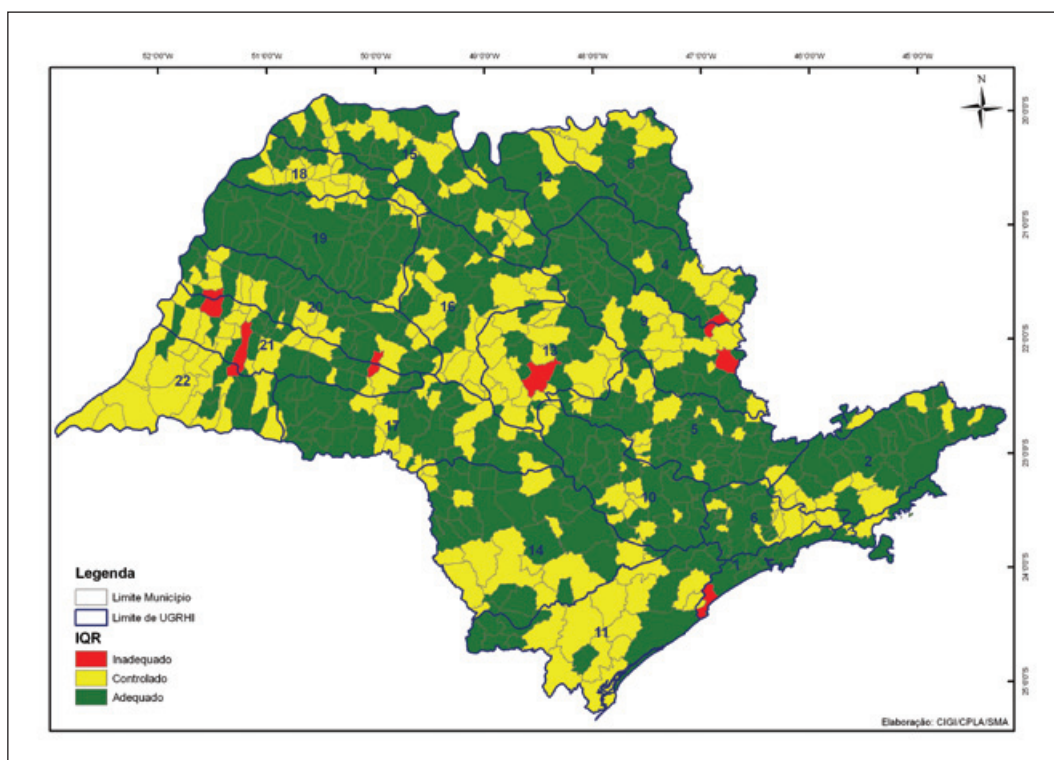 52°0'0"W 51°0'0"W 50°0'0"W 49°0'0"W 48°0'0"W 47°0'0"W 46°0'0"W 45°0'0"W
N
20°0'0"S
21°0'0"S
22°0'0"S
23°0'0"S
24°0'0"S
25°0'0"S
15
8
18
12
19
4
20
16
9
21
13
22
17
5
2
10
6
14
1
11
Legenda
Limite Município
Limite de UGRHI
IQR
Inadequado
Controlado
Adequado
Elaboração: CIGI/CPLA/SMA